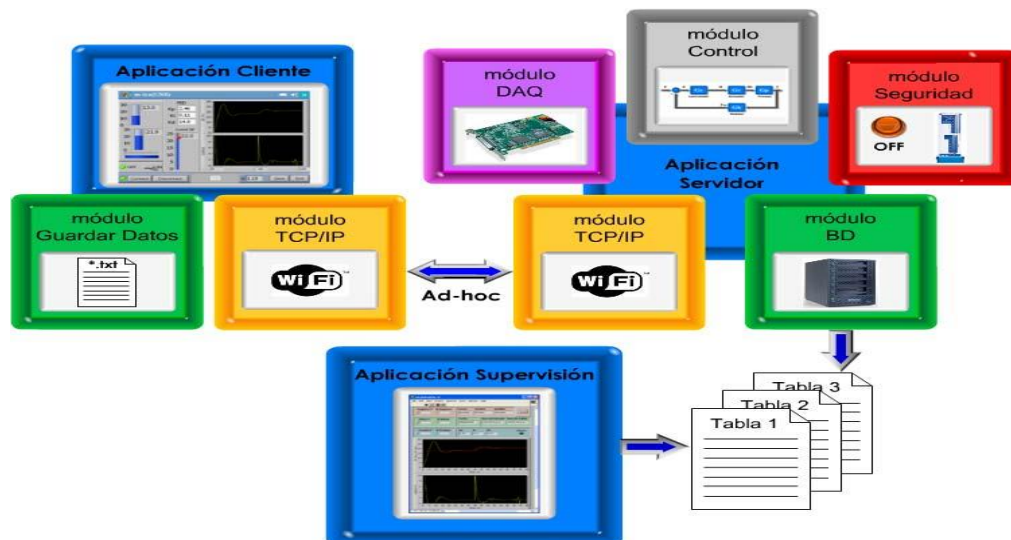 módulo
Control
Aplicación Cliente
módulo
DAQ
módulo
Seguridad
OFF
Aplicación
Servidor
módulo
Guardar Datos
*.txt
módulo
TCP/IP
Wi Fi
Ad-hoc
módulo
TCP/IP
Wi Fi
módulo
BD
Aplicación Supervisión
Tabla 3
Tabla 2
Tabla 1